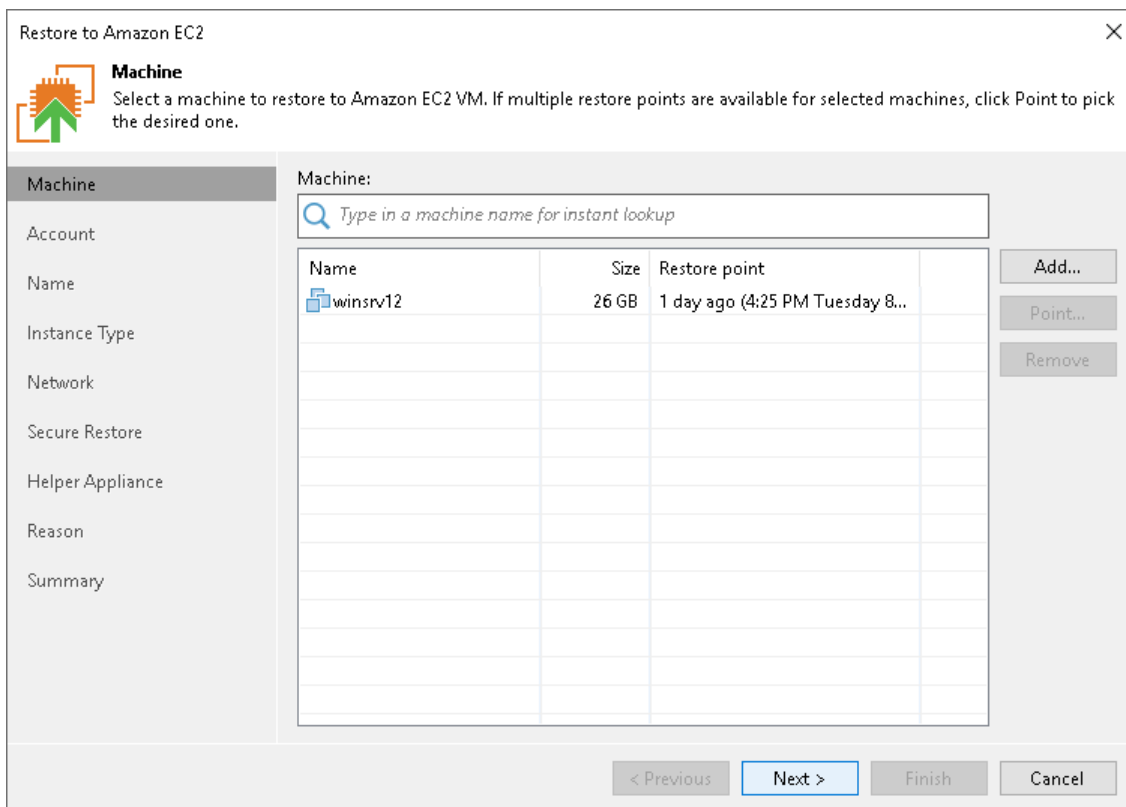 Restore to Amazon EC2
Machine
Select a machine to restore to Amazon EC2 VM. If multiple restore points are available for selected machines, click Point to pick
the desired one.
Machine
Account
Name
Instance Type
Network
Secure Restore
Helper Appliance
Reason
Summary
Machine:
Type in a machine name for instant lookup
Name Size Restore point
winsrv12 26 GB 1 day ago (4:25 PM Tuesday 8...
Add...
Point...
Remove
< Previous Next > Finish Cancel